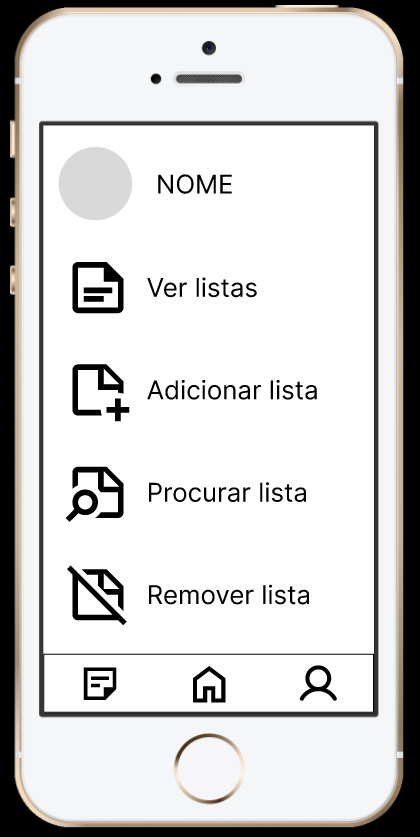 NOME
Ver listas
Adicionar lista
Procurar lista
Remover lista